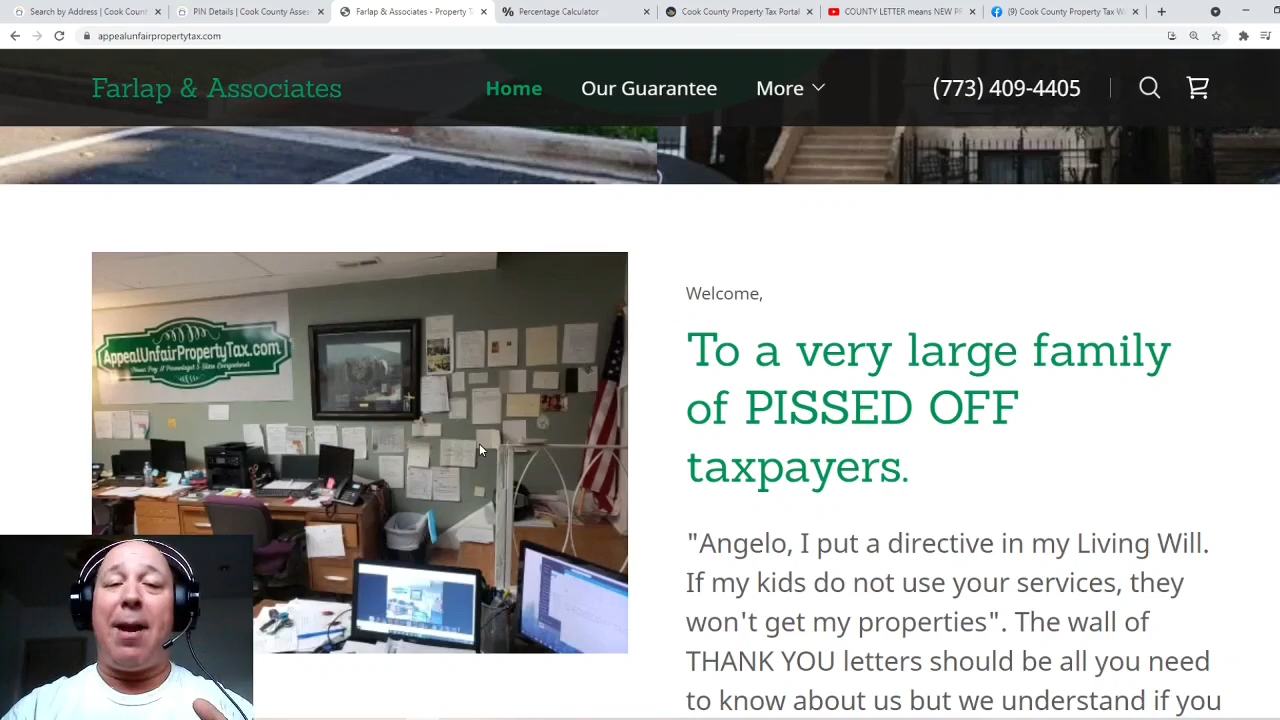 Search by Address | Cook Count
PIN Details | Cook County Asses
Farlap & Associates - Property T
Percentage Calculator
Cook County Property Tax Portal
COUNTY LETTER means NEW PR
(9) Cook County Property Tax W
appealunfairpropertytax.com
Farlap & Associates
Home
Our Guarantee
More
(773) 409-4405
AppealUnfairPropertyTax.com
Welcome,
To a very large family
of PISSED OFF
taxpayers.
"Angelo, I put a directive in my Living Will.
If my kids do not use your services, they
won't get my properties". The wall of
THANK YOU letters should be all you need
to know about us but we understand if you